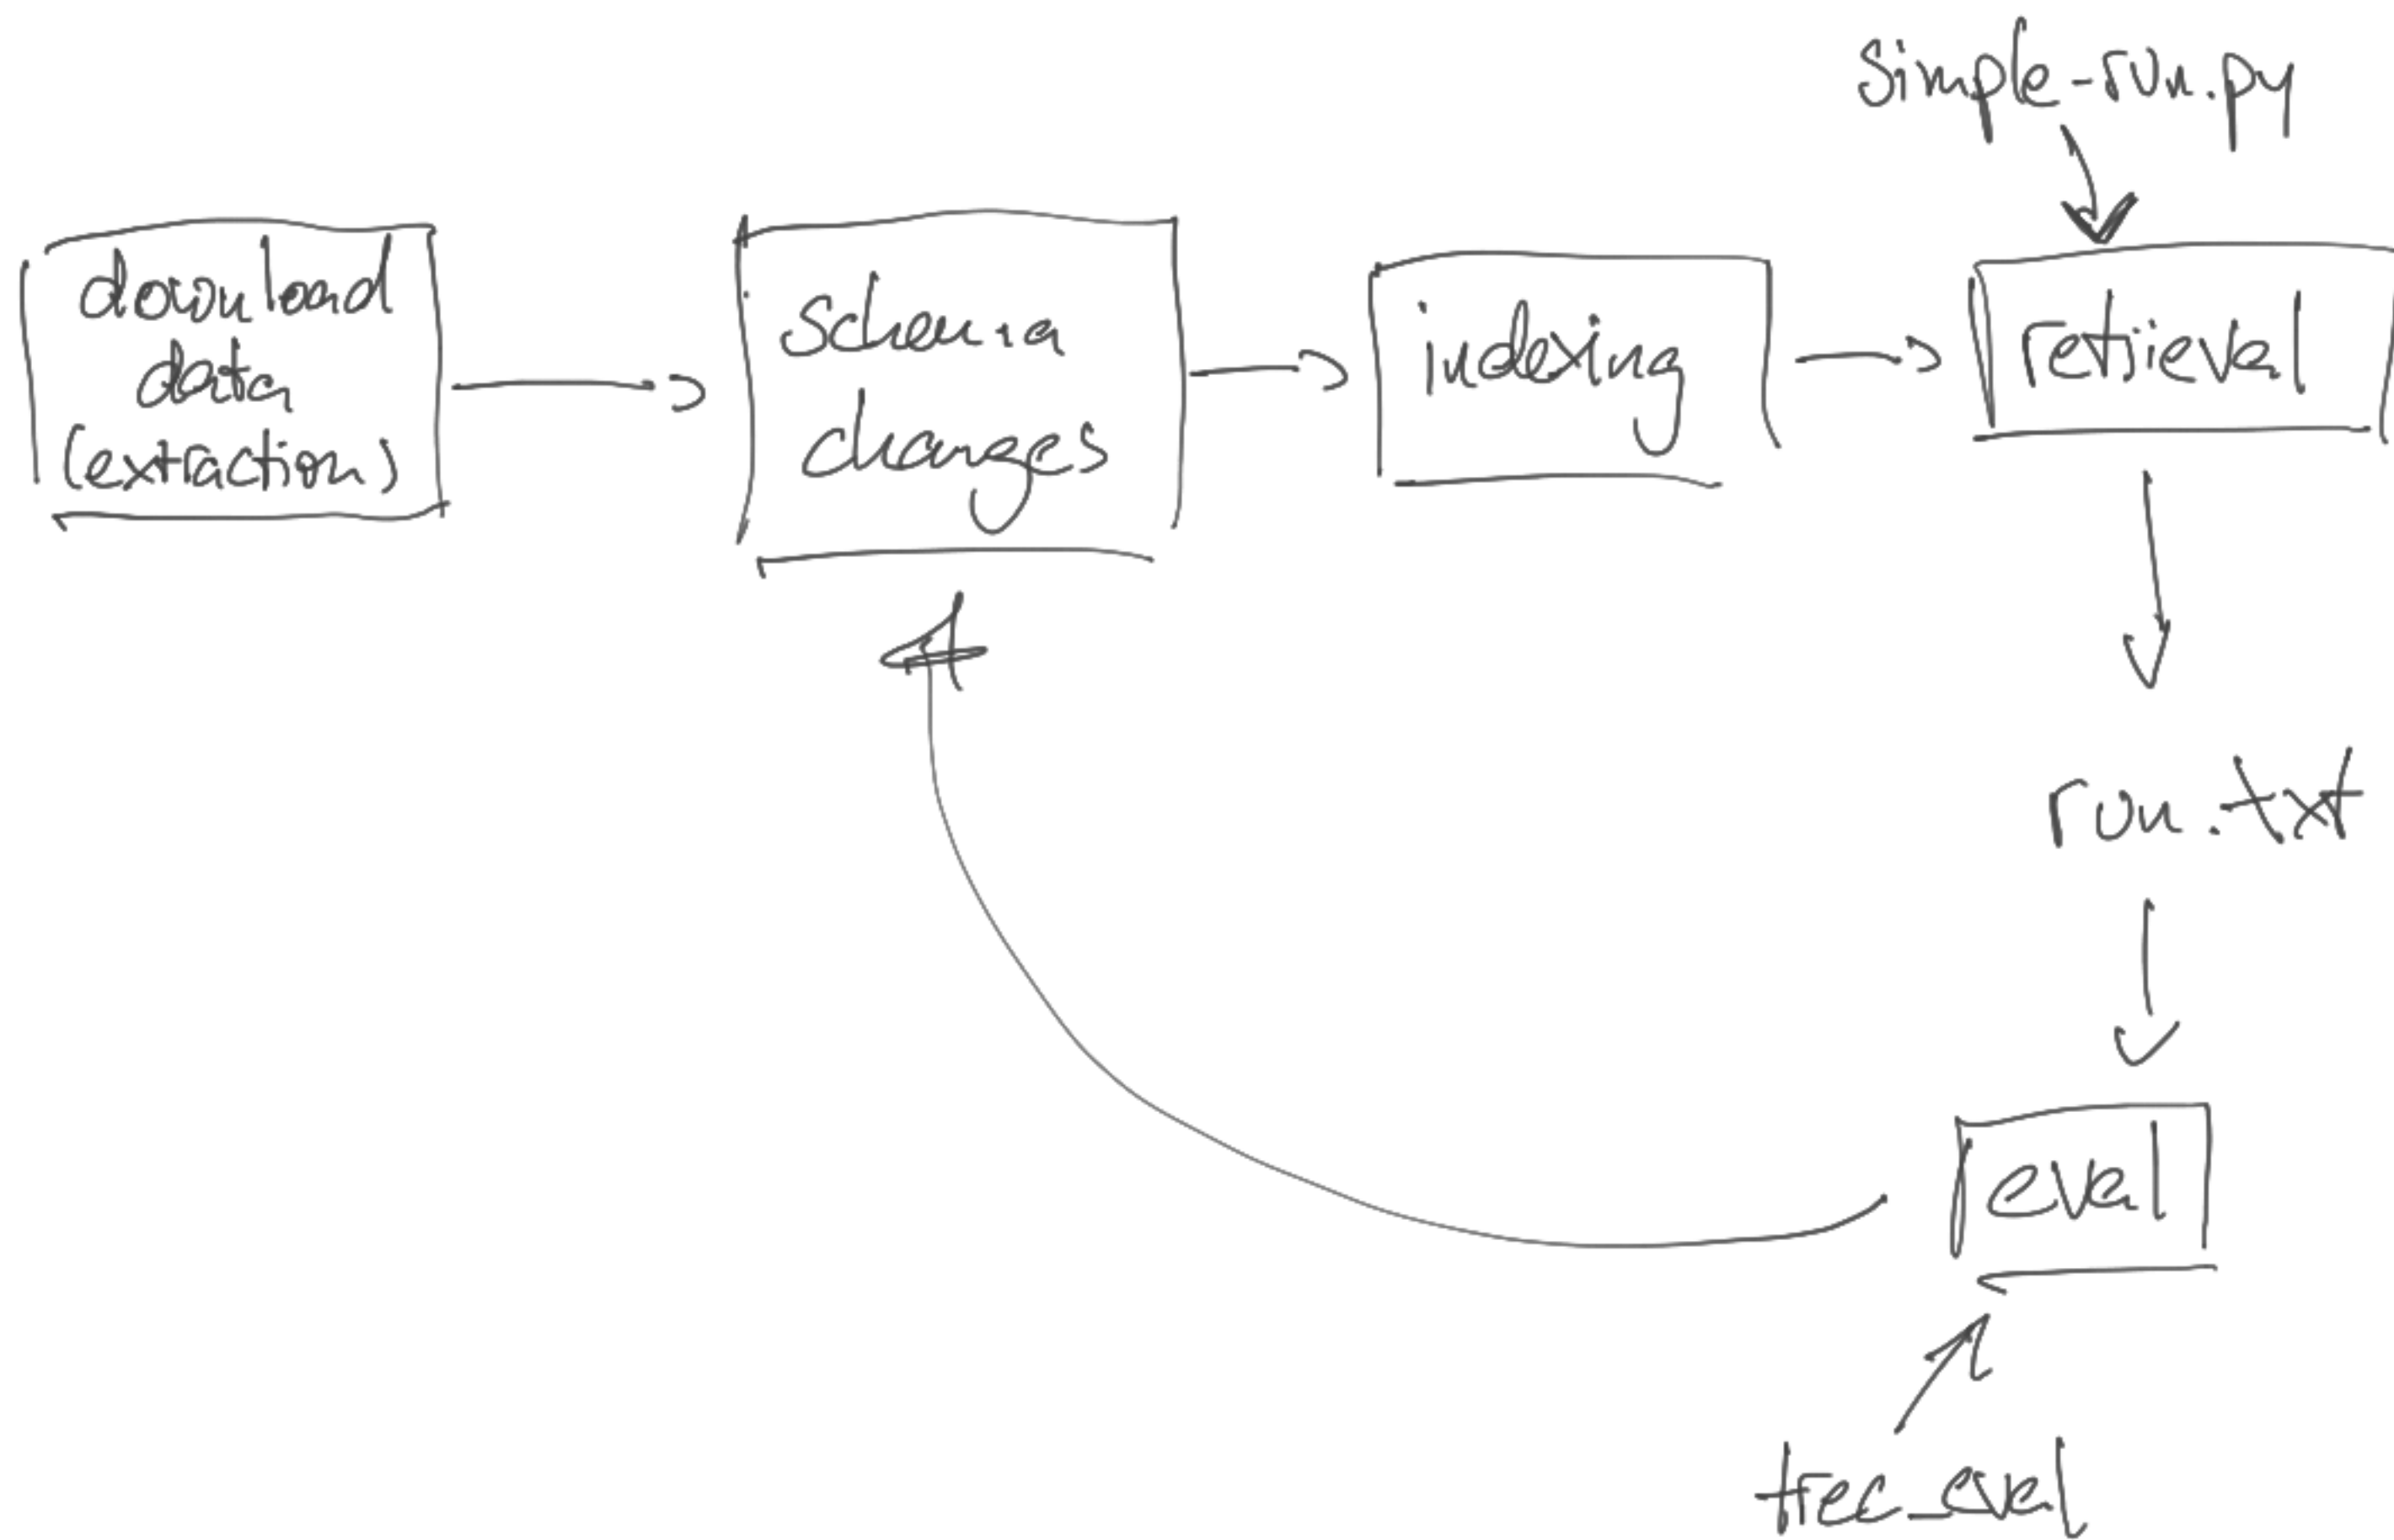 simple-run.py
download
data
(extraction)
schema
changes
indexing
retrieval
run.txt
eval
trec_eval